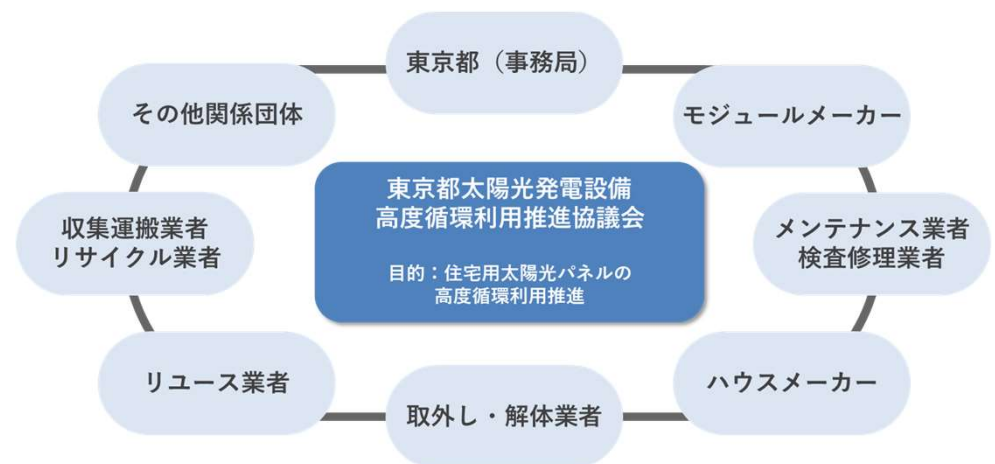 東京都（事務局）
その他関係団体
モジュールメーカー
東京都太陽光発電設備
高度循環利用推進協議会
目的：住宅用太陽光パネルの
高度循環利用推進
収集運搬業者
リサイクル業者
メンテナンス業者
検査修理業者
リユース業者
ハウスメーカー
取外し・解体業者